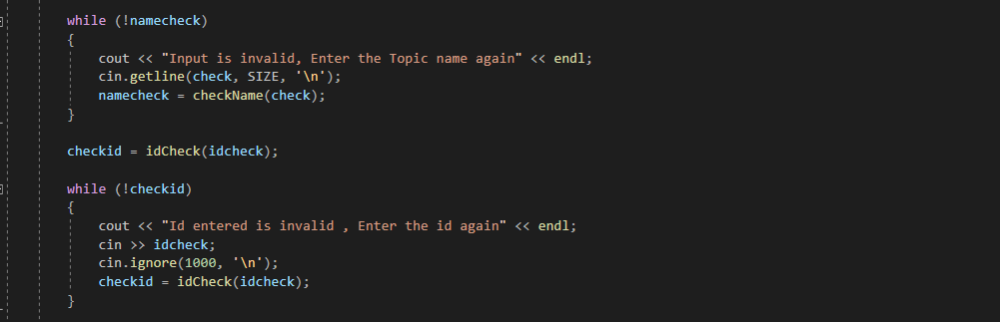 while (!namecheck)
{
cout << "Input is invalid, Enter the Topic name again" << endl;
cin.getline(check, SIZE, '\n');
namecheck = checkName(check);
}
checkid = idCheck(idcheck);
while (!checkid)
{
cout << "Id entered is invalid , Enter the id again" << endl;
cin >> idcheck;
cin.ignore(1000, '\n');
checkid = idCheck(idcheck);
}